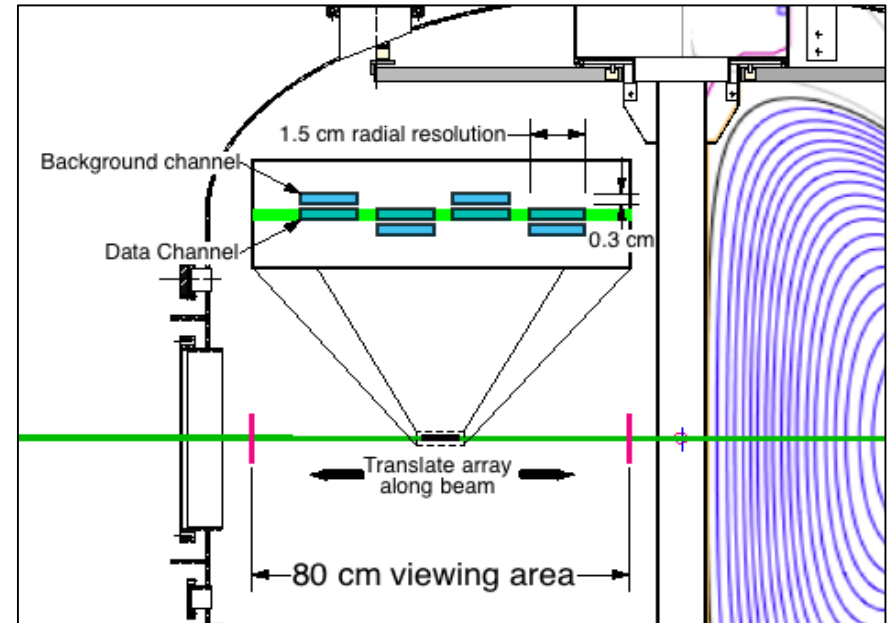 1.5 cm radial resolution
Background channel
Data Channel
0.3 cm
Translate array
along beam
80 cm viewing area